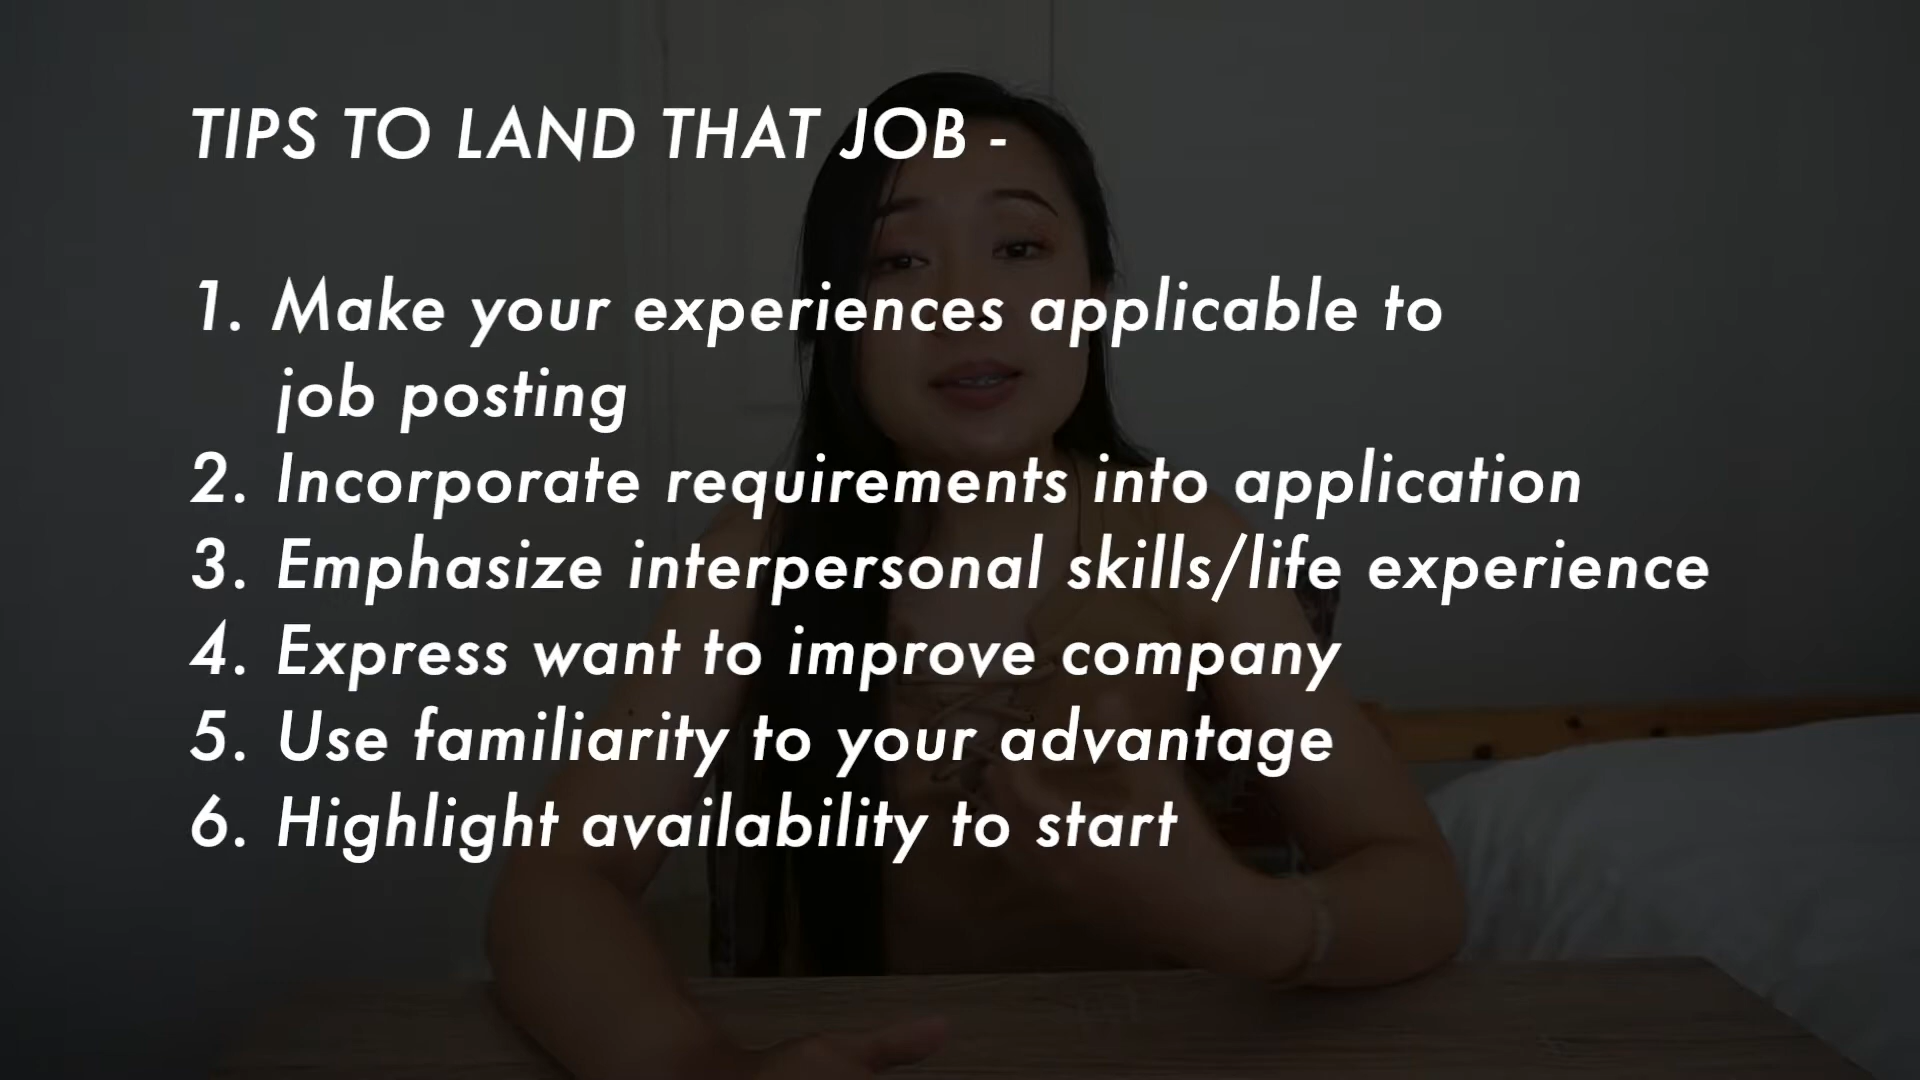 TIPS TO LAND THAT JOB -
1. Make your experiences applicable to
job posting
2. Incorporate requirements into application
3. Emphasize interpersonal skills/life experience
4. Express want to improve company
5. Use familiarity to your advantage
6. Highlight availability to start